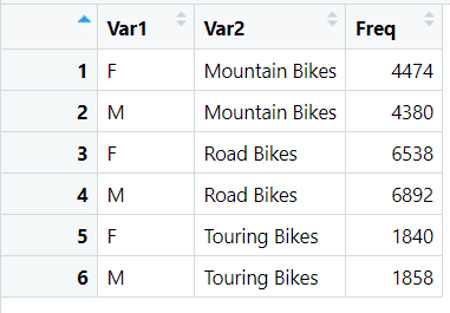 Var1 Var2 Freq
1 F Mountain Bikes 4474
2 M Mountain Bikes 4380
3 F Road Bikes 6538
4 M Road Bikes 6892
5 F Touring Bikes 1840
6 M Touring Bikes 1858